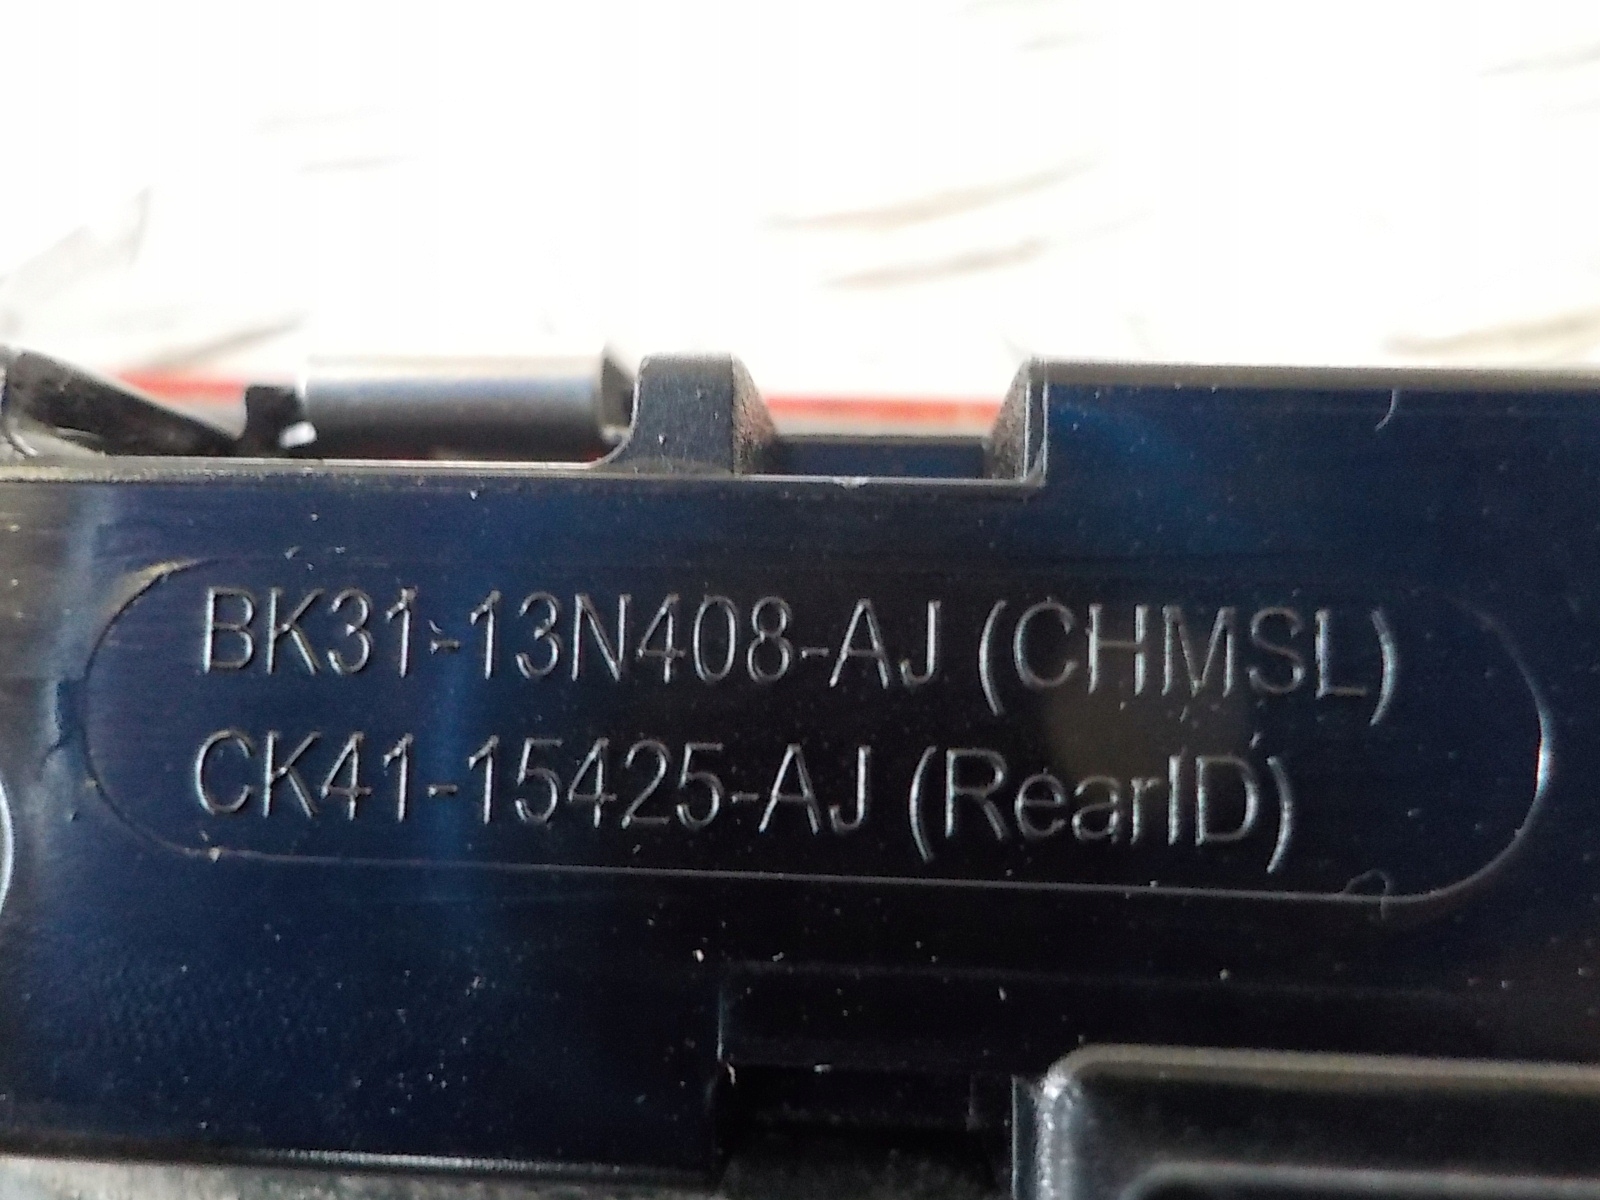 BK31-13N408-AJ (CHMSL)
CK41-15425-AJ (RearID)